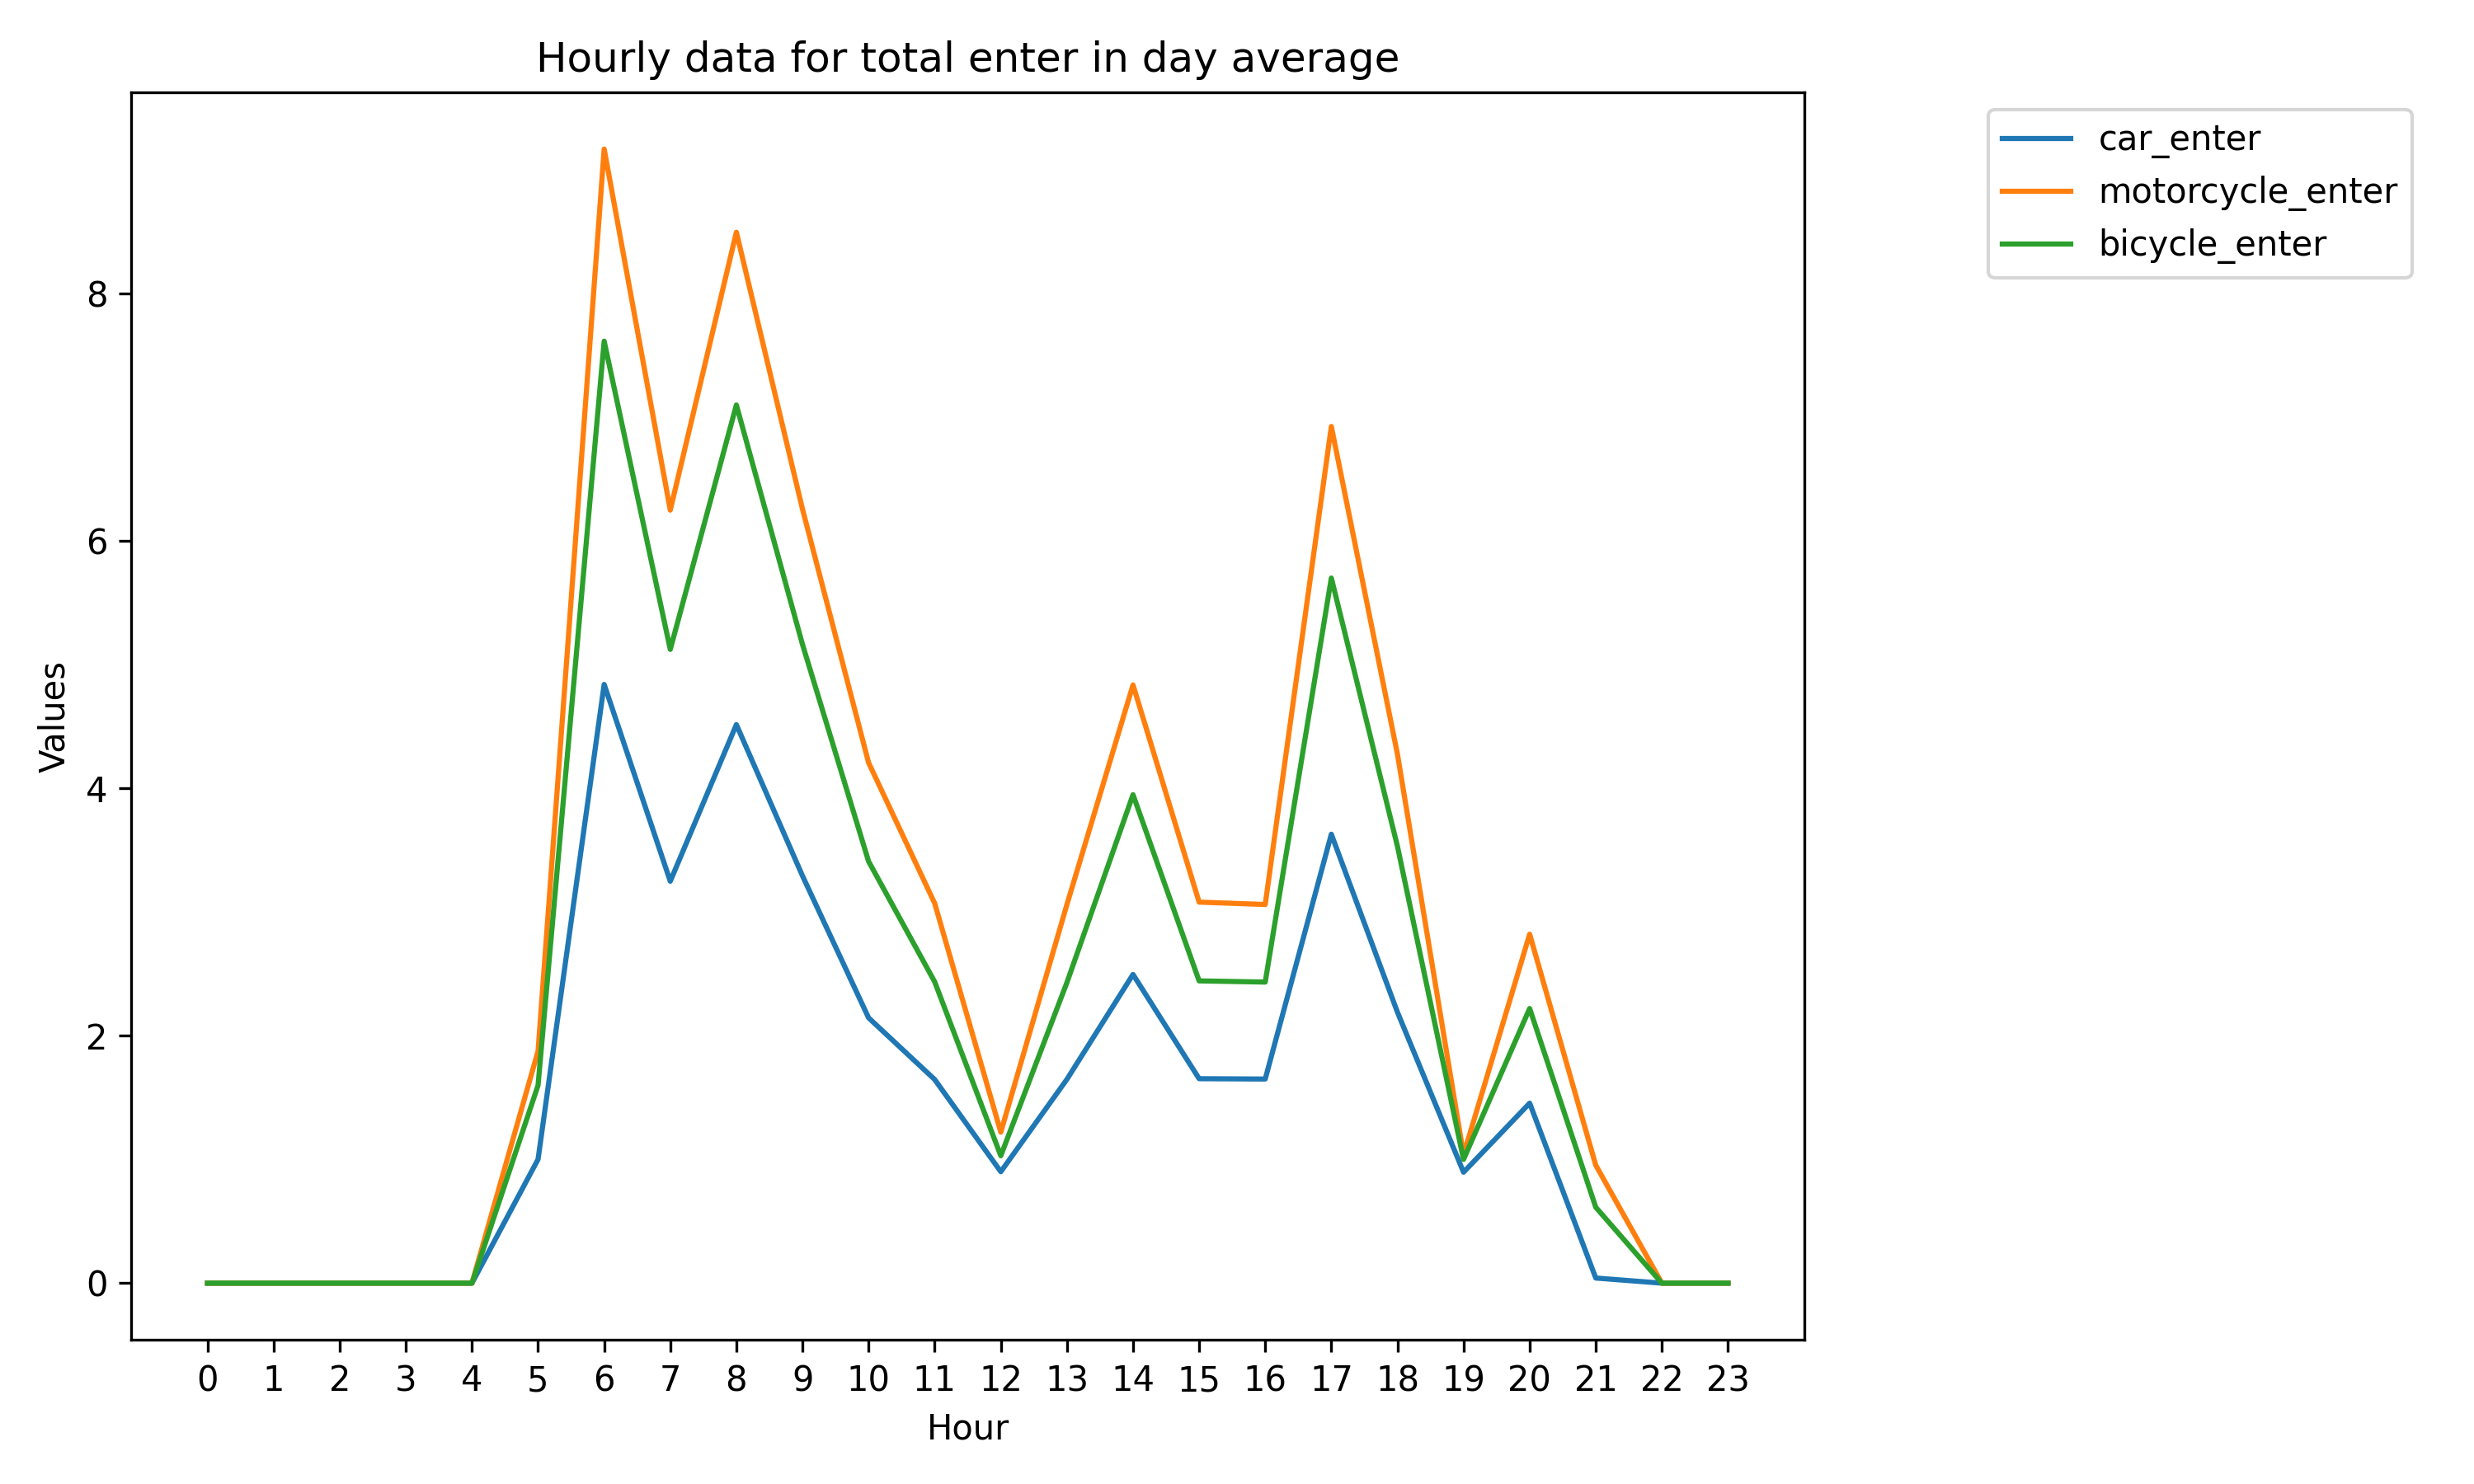 Hourly data for total enter in day average
car_enter
motorcycle_enter
bicycle_enter
8
6
4
2
0
Values
0 1 2 3 4 5 6 7 8 9 10 11 12 13 14 15 16 17 18 19 20 21 22 23
Hour